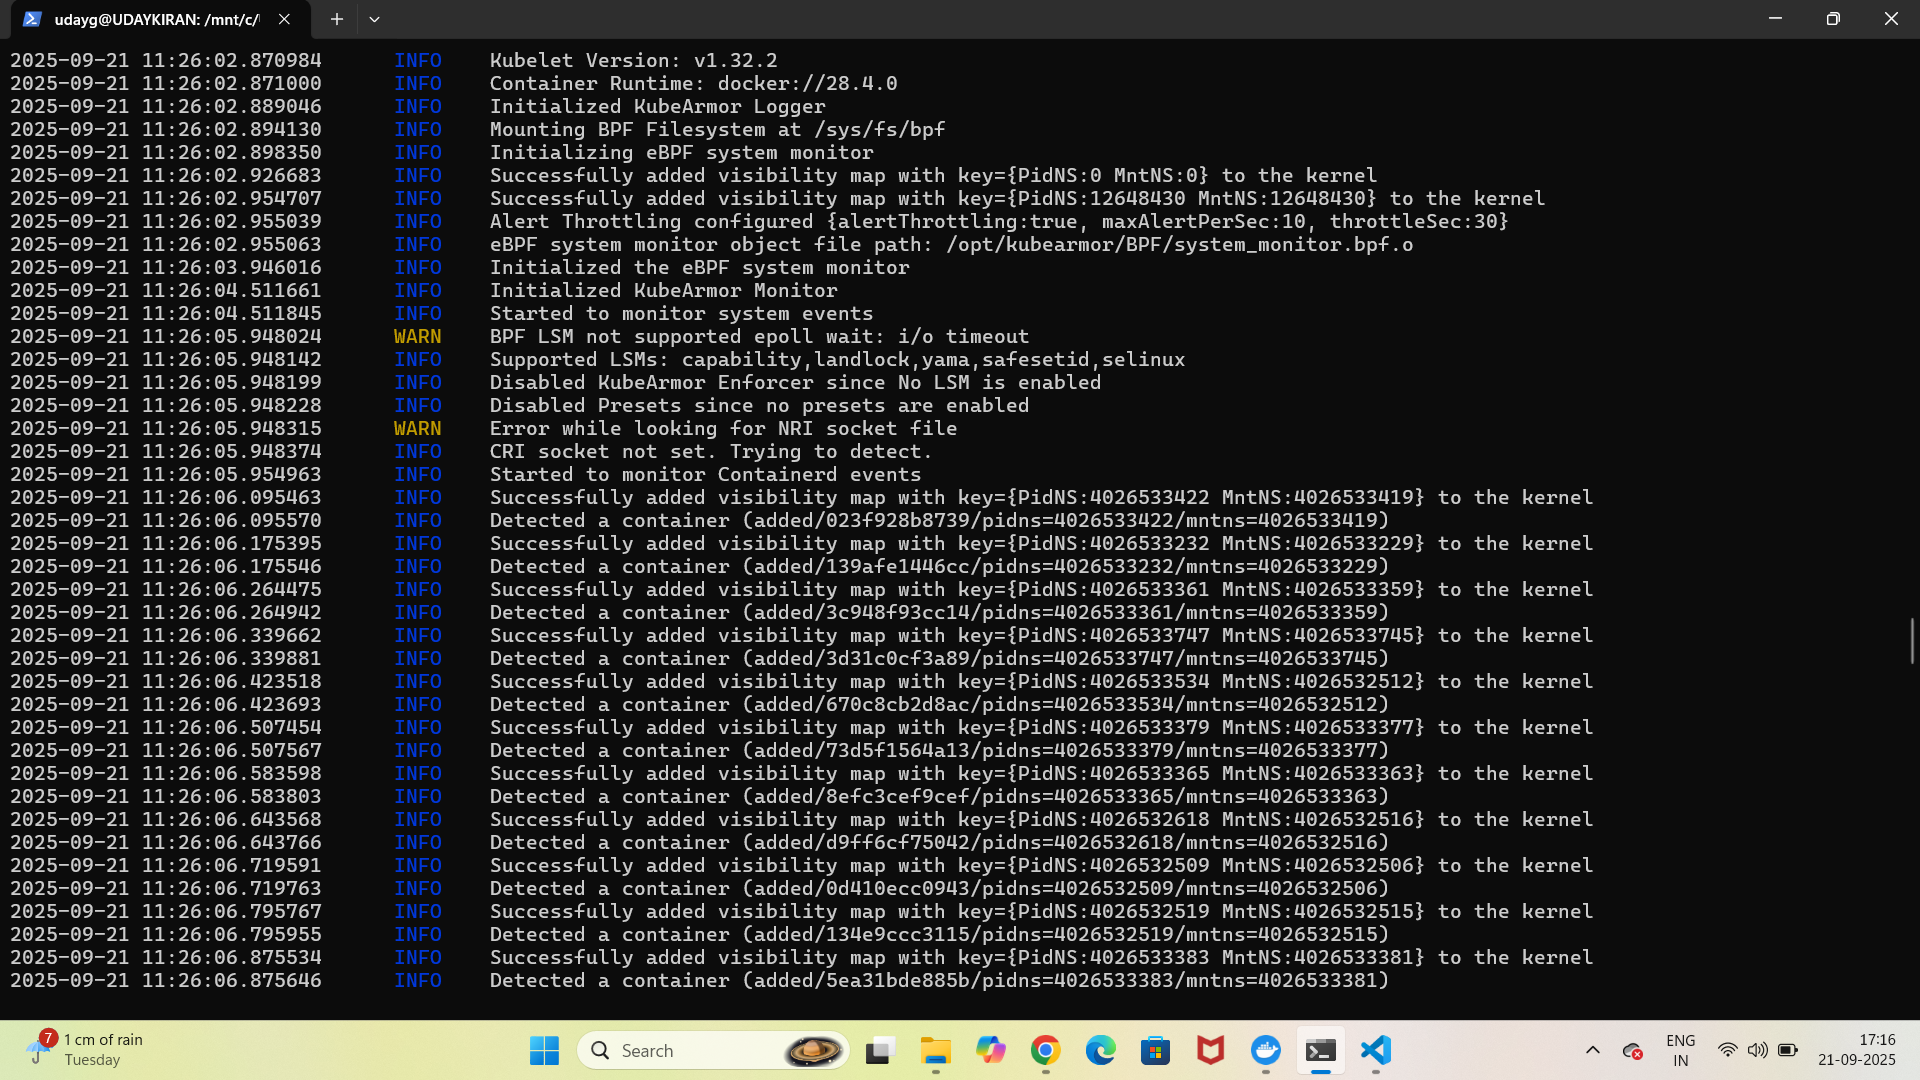 udayg@UDAYKIRAN: /mnt/c/
2025-09-21 11:26:02.870984 INFO Kubelet Version: v1.32.2
2025-09-21 11:26:02.871000 INFO Container Runtime: docker://28.4.0
2025-09-21 11:26:02.889046 INFO Initialized KubeArmor Logger
2025-09-21 11:26:02.894130 INFO Mounting BPF Filesystem at /sys/fs/bpf
2025-09-21 11:26:02.898350 INFO Initializing eBPF system monitor
2025-09-21 11:26:02.926683 INFO Successfully added visibility map with key={PidNS:0 MntNS:0} to the kernel
2025-09-21 11:26:02.954707 INFO Successfully added visibility map with key={PidNS:12648430 MntNS:12648430} to the kernel
2025-09-21 11:26:02.955039 INFO Alert Throttling configured {alertThrottling:true, maxAlertPerSec:10, throttleSec:30}
2025-09-21 11:26:02.955063 INFO eBPF system monitor object file path: /opt/kubearmor/BPF/system_monitor.bpf.o
2025-09-21 11:26:03.946016 INFO Initialized the eBPF system monitor
2025-09-21 11:26:04.511661 INFO Initialized KubeArmor Monitor
2025-09-21 11:26:04.511845 INFO Started to monitor system events
2025-09-21 11:26:05.948024 WARN BPF LSM not supported epoll wait: i/o timeout
2025-09-21 11:26:05.948142 INFO Supported LSMs: capability,landlock,yama,safesetid,selinux
2025-09-21 11:26:05.948199 INFO Disabled KubeArmor Enforcer since No LSM is enabled
2025-09-21 11:26:05.948228 INFO Disabled Presets since no presets are enabled
2025-09-21 11:26:05.948315 WARN Error while looking for NRI socket file
2025-09-21 11:26:05.948374 INFO CRI socket not set. Trying to detect.
2025-09-21 11:26:05.954963 INFO Started to monitor Containerd events
2025-09-21 11:26:06.095463 INFO Successfully added visibility map with key={PidNS:4026533422 MntNS:4026533419} to the kernel
2025-09-21 11:26:06.095570 INFO Detected a container (added/023f928b8739/pidns=4026533422/mntns=4026533419)
2025-09-21 11:26:06.175395 INFO Successfully added visibility map with key={PidNS:4026533232 MntNS:4026533229} to the kernel
2025-09-21 11:26:06.175546 INFO Detected a container (added/139afe1446cc/pidns=4026533232/mntns=4026533229)
2025-09-21 11:26:06.264475 INFO Successfully added visibility map with key={PidNS:4026533361 MntNS:4026533359} to the kernel
2025-09-21 11:26:06.264942 INFO Detected a container (added/3c948f93cc14/pidns=4026533361/mntns=4026533359)
2025-09-21 11:26:06.339662 INFO Successfully added visibility map with key={PidNS:4026533747 MntNS:4026533745} to the kernel
2025-09-21 11:26:06.339881 INFO Detected a container (added/3d31c0cf3a89/pidns=4026533747/mntns=4026533745)
2025-09-21 11:26:06.423518 INFO Successfully added visibility map with key={PidNS:4026533534 MntNS:4026532512} to the kernel
2025-09-21 11:26:06.423693 INFO Detected a container (added/670c8cb2d8ac/pidns=4026533534/mntns=4026532512)
2025-09-21 11:26:06.507454 INFO Successfully added visibility map with key={PidNS:4026533379 MntNS:4026533377} to the kernel
2025-09-21 11:26:06.507567 INFO Detected a container (added/73d5f1564a13/pidns=4026533379/mntns=4026533377)
2025-09-21 11:26:06.583598 INFO Successfully added visibility map with key={PidNS:4026533365 MntNS:4026533363} to the kernel
2025-09-21 11:26:06.583803 INFO Detected a container (added/8efc3cef9cef/pidns=4026533365/mntns=4026533363)
2025-09-21 11:26:06.643568 INFO Successfully added visibility map with key={PidNS:4026532618 MntNS:4026532516} to the kernel
2025-09-21 11:26:06.643766 INFO Detected a container (added/d9ff6cf75042/pidns=4026532618/mntns=4026532516)
2025-09-21 11:26:06.719591 INFO Successfully added visibility map with key={PidNS:4026532509 MntNS:4026532506} to the kernel
2025-09-21 11:26:06.719763 INFO Detected a container (added/0d410ecc0943/pidns=4026532509/mntns=4026532506)
2025-09-21 11:26:06.795767 INFO Successfully added visibility map with key={PidNS:4026532519 MntNS:4026532515} to the kernel
2025-09-21 11:26:06.795955 INFO Detected a container (added/134e9ccc3115/pidns=4026532519/mntns=4026532515)
2025-09-21 11:26:06.875534 INFO Successfully added visibility map with key={PidNS:4026533383 MntNS:4026533381} to the kernel
2025-09-21 11:26:06.875646 INFO Detected a container (added/5ea31bde885b/pidns=4026533383/mntns=4026533381)
7
1 cm of rain
Tuesday
Search
ENG
IN
17:16
21-09-2025